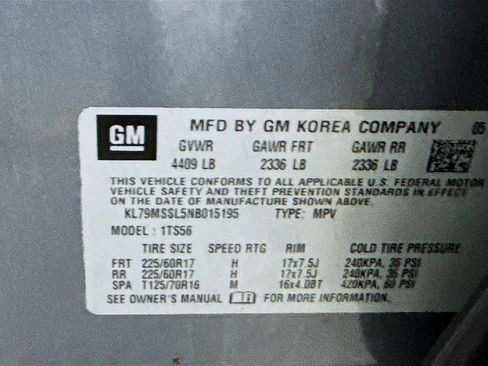 GM
MFD BY GM KOREA COMPANY 05
GVWR GAWR FRT GAWR RR
4409 LB 2336 LB 2336 LB
THIS VEHICLE CONFORMS TO ALL APPLICABLE U.S. FEDERAL MOTOR
VEHICLE SAFETY AND THEFT PREVENTION STANDARDS IN EFFECT
ON THE DATE OF MANUFACTURE SHOWN ABOVE.
KL79MSSL5NB015195 TYPE: MPV
MODEL: 1TS56
TIRE SIZE SPEED RTG RIM COLD TIRE PRESSURE
FRT 225/60R17 H 17x7.5J 240KPA, 35 PSI
RR 225/60R17 H 17x7.5J 240KPA, 35 PSI
SPA T125/70R16 M 16x4.0BT 420KPA, 60 PSI
SEE OWNER'S MANUAL FOR MORE INFORMATION.